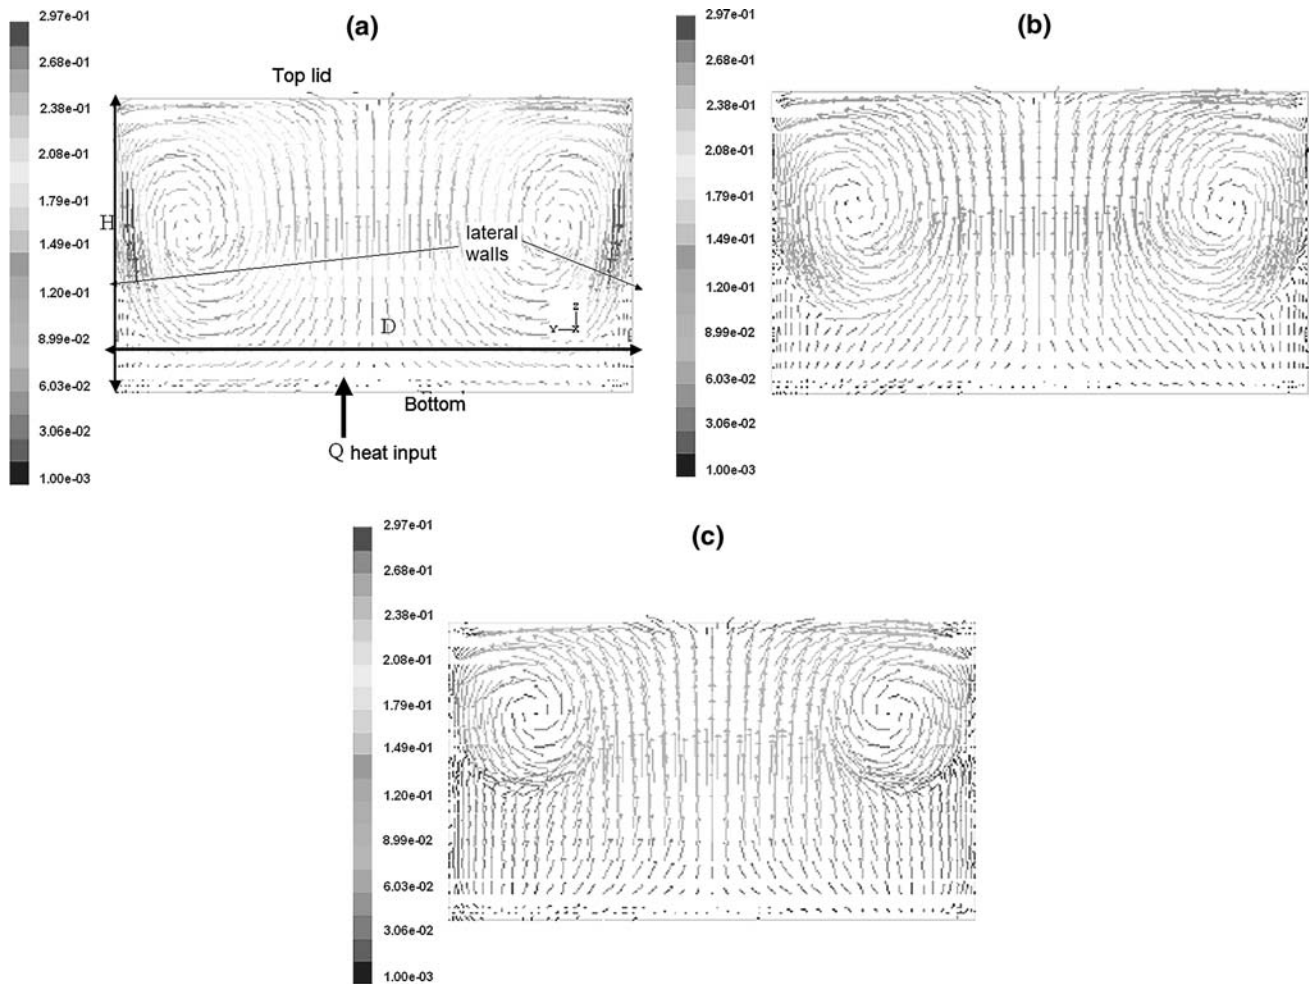 (a)
2.97e-01
2.68e-01
2.38e-01
2.08e-01
1.79e-01
1.49e-01
1.20e-01
8.99e-02
6.03e-02
3.06e-02
1.00e-03
Top lid
H
lateral
walls
D
Z
Y
X
Bottom
Q heat input
(b)
2.97e-01
2.68e-01
2.38e-01
2.08e-01
1.79e-01
1.49e-01
1.20e-01
8.99e-02
6.03e-02
3.06e-02
1.00e-03
(c)
2.97e-01
2.68e-01
2.38e-01
2.08e-01
1.79e-01
1.49e-01
1.20e-01
8.99e-02
6.03e-02
3.06e-02
1.00e-03